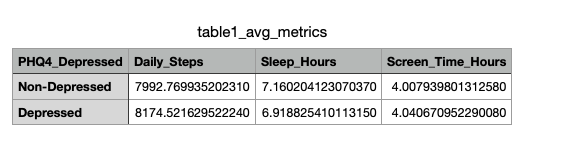 table1_avg_metrics
PHQ4_Depressed Daily_Steps Sleep_Hours Screen_Time_Hours
Non-Depressed 7992.769935202310 7.160204123070370 4.007939801312580
Depressed 8174.521629522240 6.918825410113150 4.040670952290080